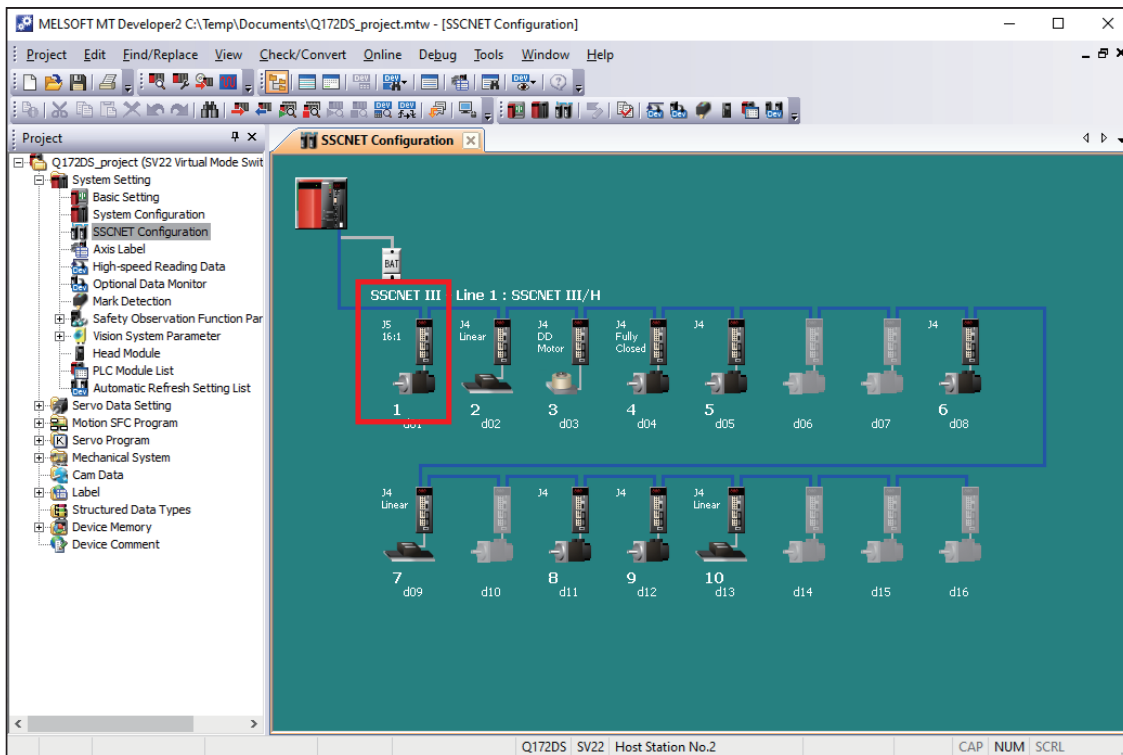 MELSOFT MT Developer2 C:\Temp\Documents\Q172DS_project.mtw - [SSCNET Configuration]
Project Edit Find/Replace View Check/Convert Online Debug Tools Window Help
Project
SSCNET Configuration
Q172DS_project (SV22 Virtual Mode Swit
System Setting
Basic Setting
System Configuration
SSCNET Configuration
Axis Label
High-speed Reading Data
Optional Data Monitor
Mark Detection
Safety Observation Function Par
Vision System Parameter
Head Module
PLC Module List
Automatic Refresh Setting List
Servo Data Setting
Motion SFC Program
Servo Program
Mechanical System
Cam Data
Label
Structured Data Types
Device Memory
Device Comment
BAT
SSCNET III Line 1 : SSCNET III/H
J5 J4 J4 J4 J4 J4
16:1 Linear DD Fully
Motor Closed
1 2 3 4 5 6
d01 d02 d03 d04 d05 d06 d07 d08
J4 J4 J4 J4
Linear Linear
7 8 9 10
d09 d10 d11 d12 d13 d14 d15 d16
Q172DS SV22 Host Station No.2 CAP NUM SCRL